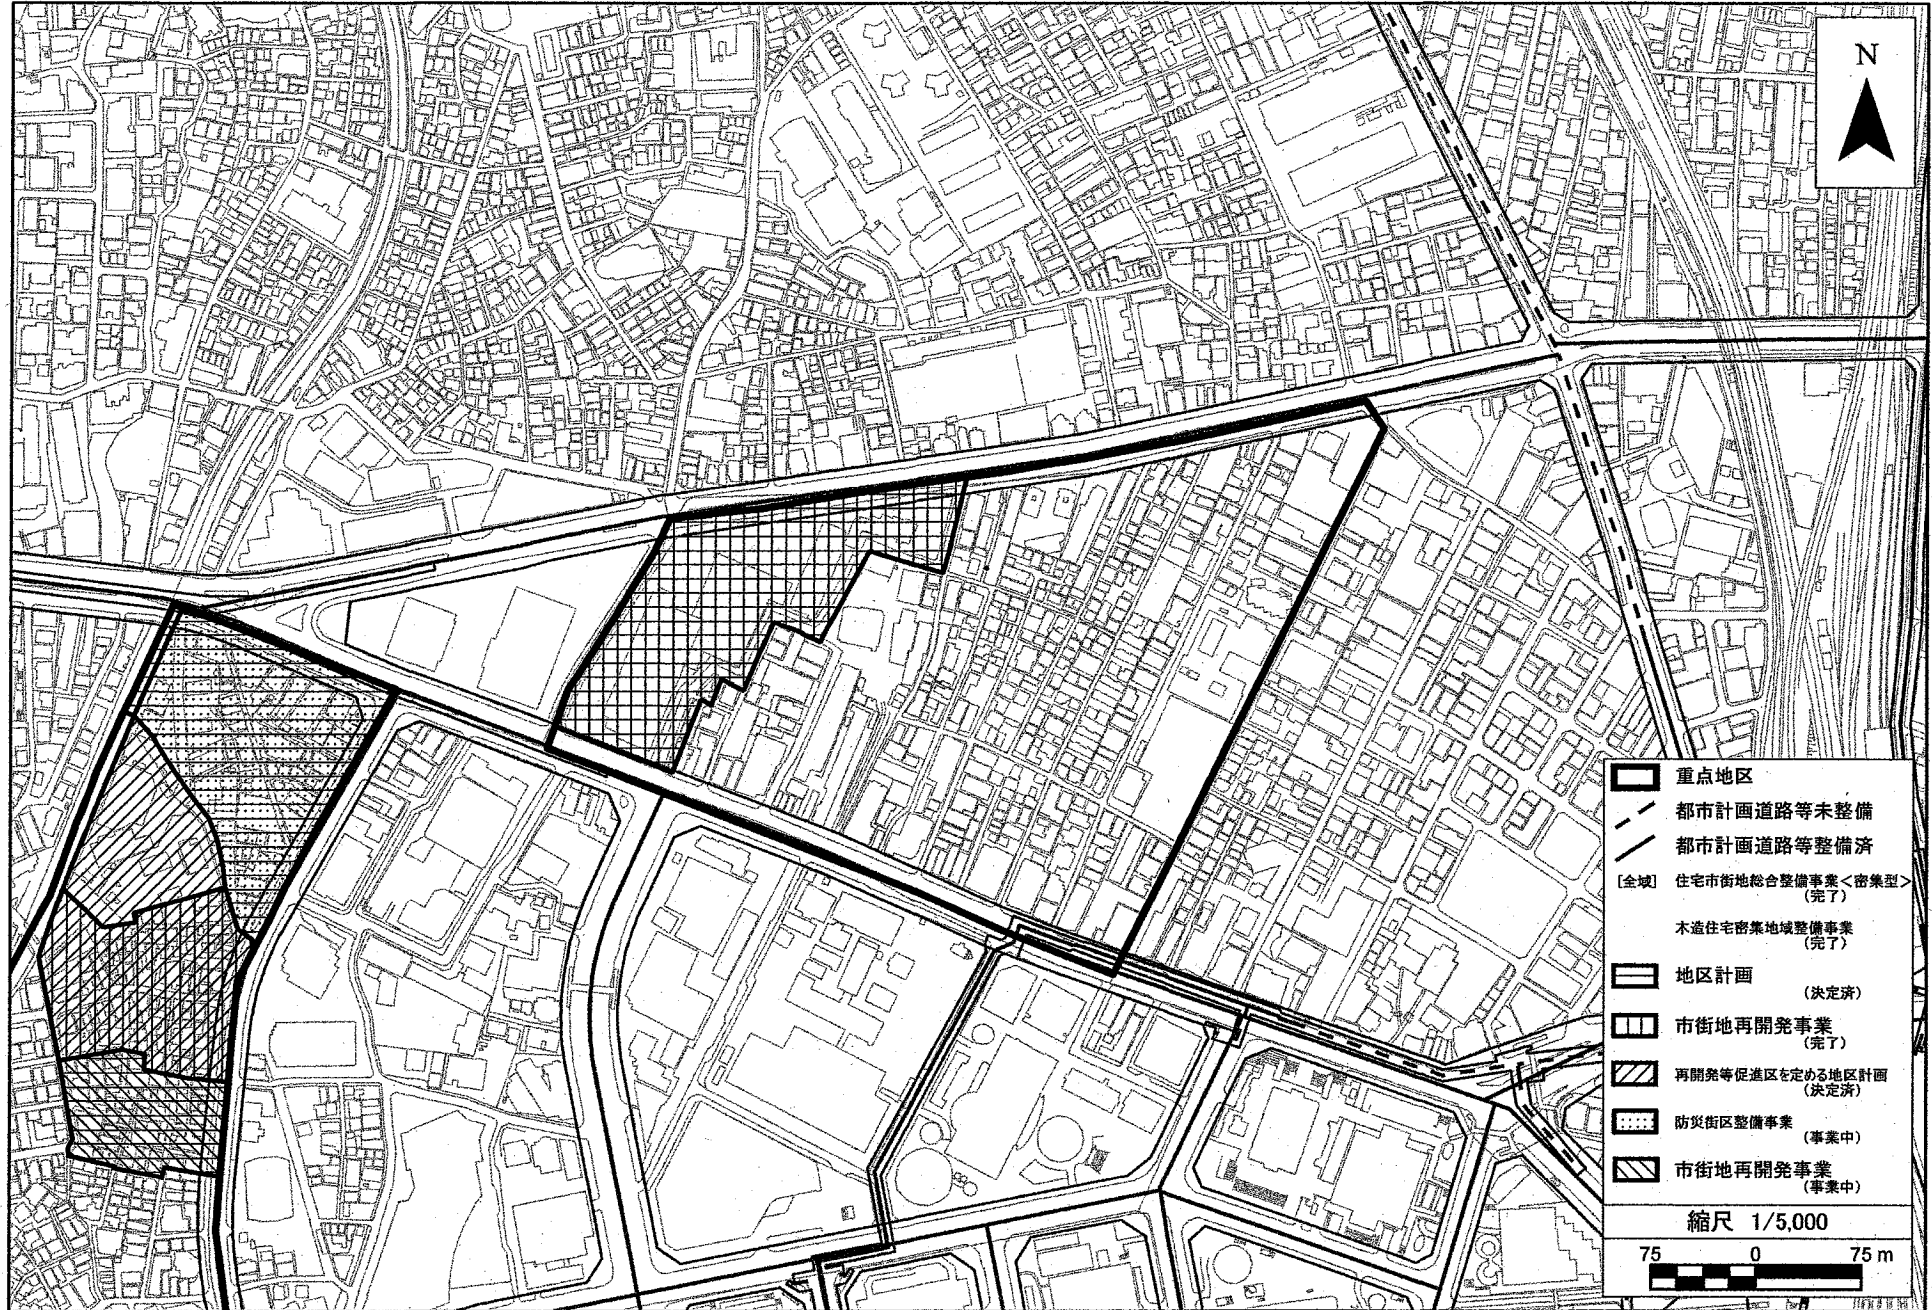 N
重点地区
都市計画道路等未整備
都市計画道路等整備済
[全域] 住宅市街地総合整備事業<密集型>
(完了)
木造住宅密集地域整備事業
(完了)
地区計画
(決定済)
市街地再開発事業
(完了)
再開発等促進区を定める地区計画
(決定済)
防災街区整備事業
(事業中)
市街地再開発事業
(事業中)
縮尺 1/5,000
75 0 75 m